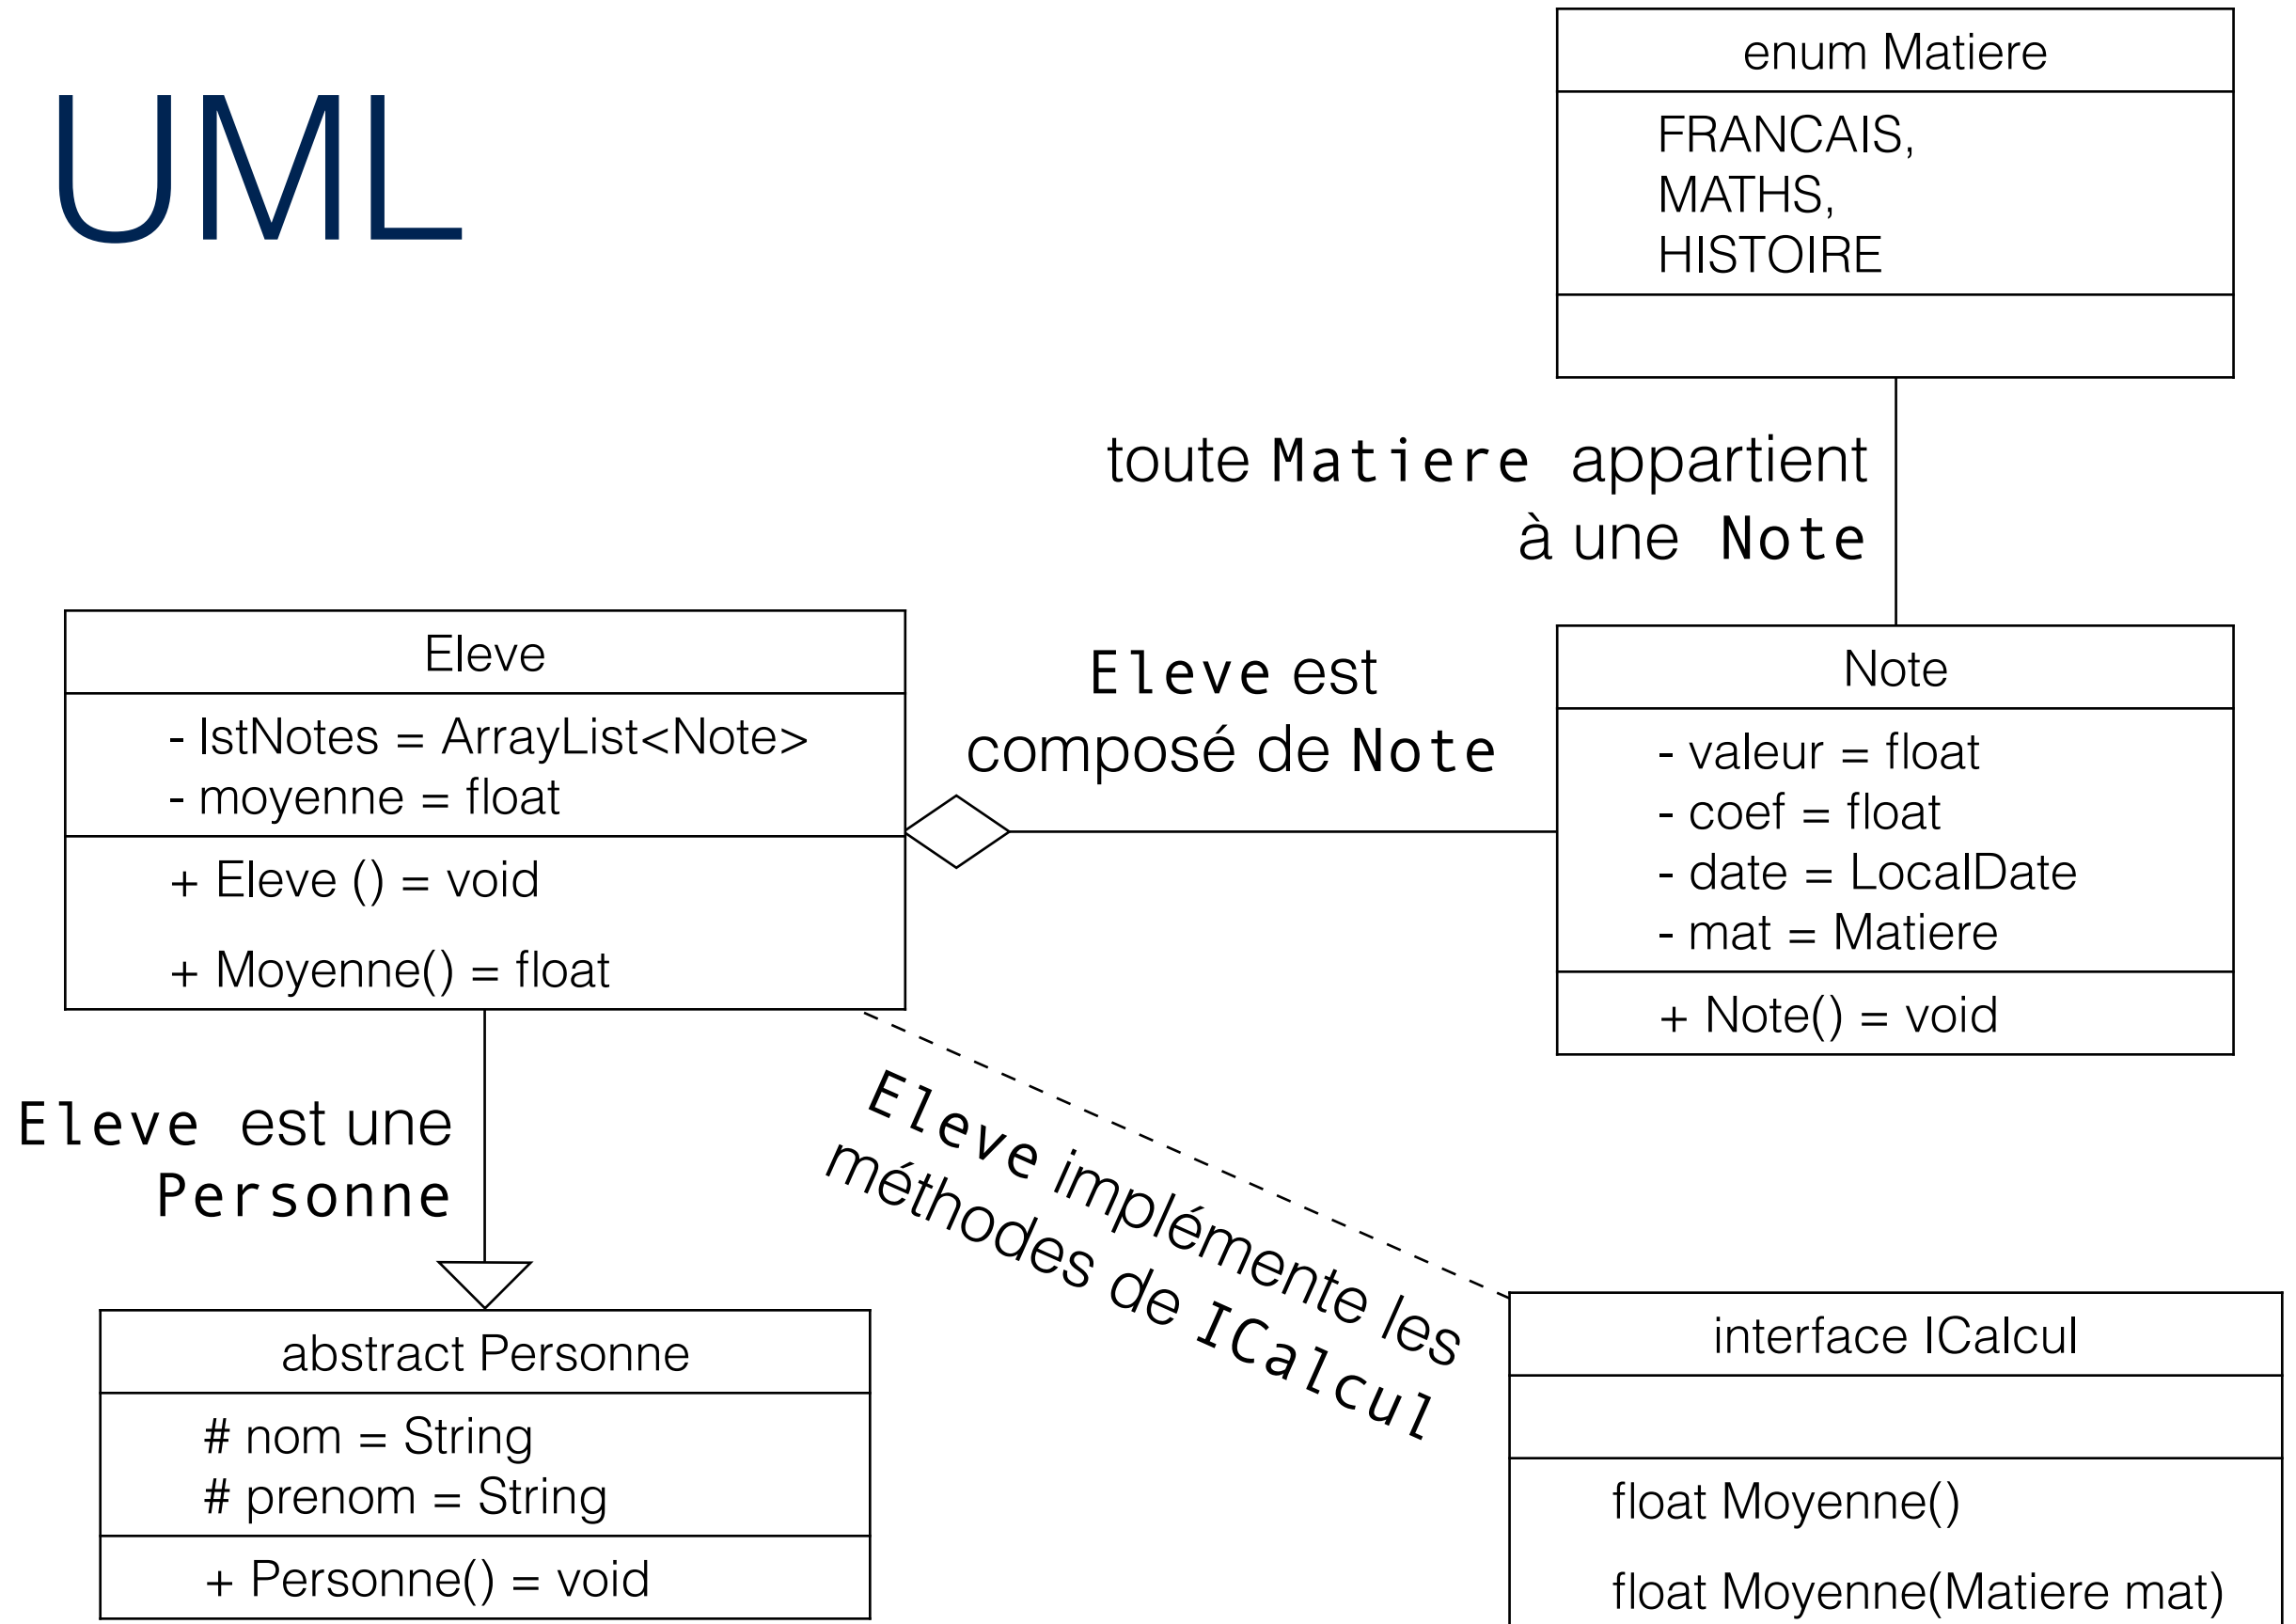 UML
enum Matiere
FRANCAIS,
MATHS,
HISTOIRE
toute Matiere appartient
à une Note
Eleve
- lstNotes = ArrayList<Note>
- moyenne = float
+ Eleve () = void
+ Moyenne() = float
Eleve est
composé de Note
Note
- valeur = float
- coef = float
- date = LocalDate
- mat = Matiere
+ Note() = void
Eleve est une
Personne
Eleve implémente les
méthodes de ICalcul
abstract Personne
# nom = String
# prenom = String
+ Personne() = void
interface ICalcul
float Moyenne()
float Moyenne(Matiere mat)